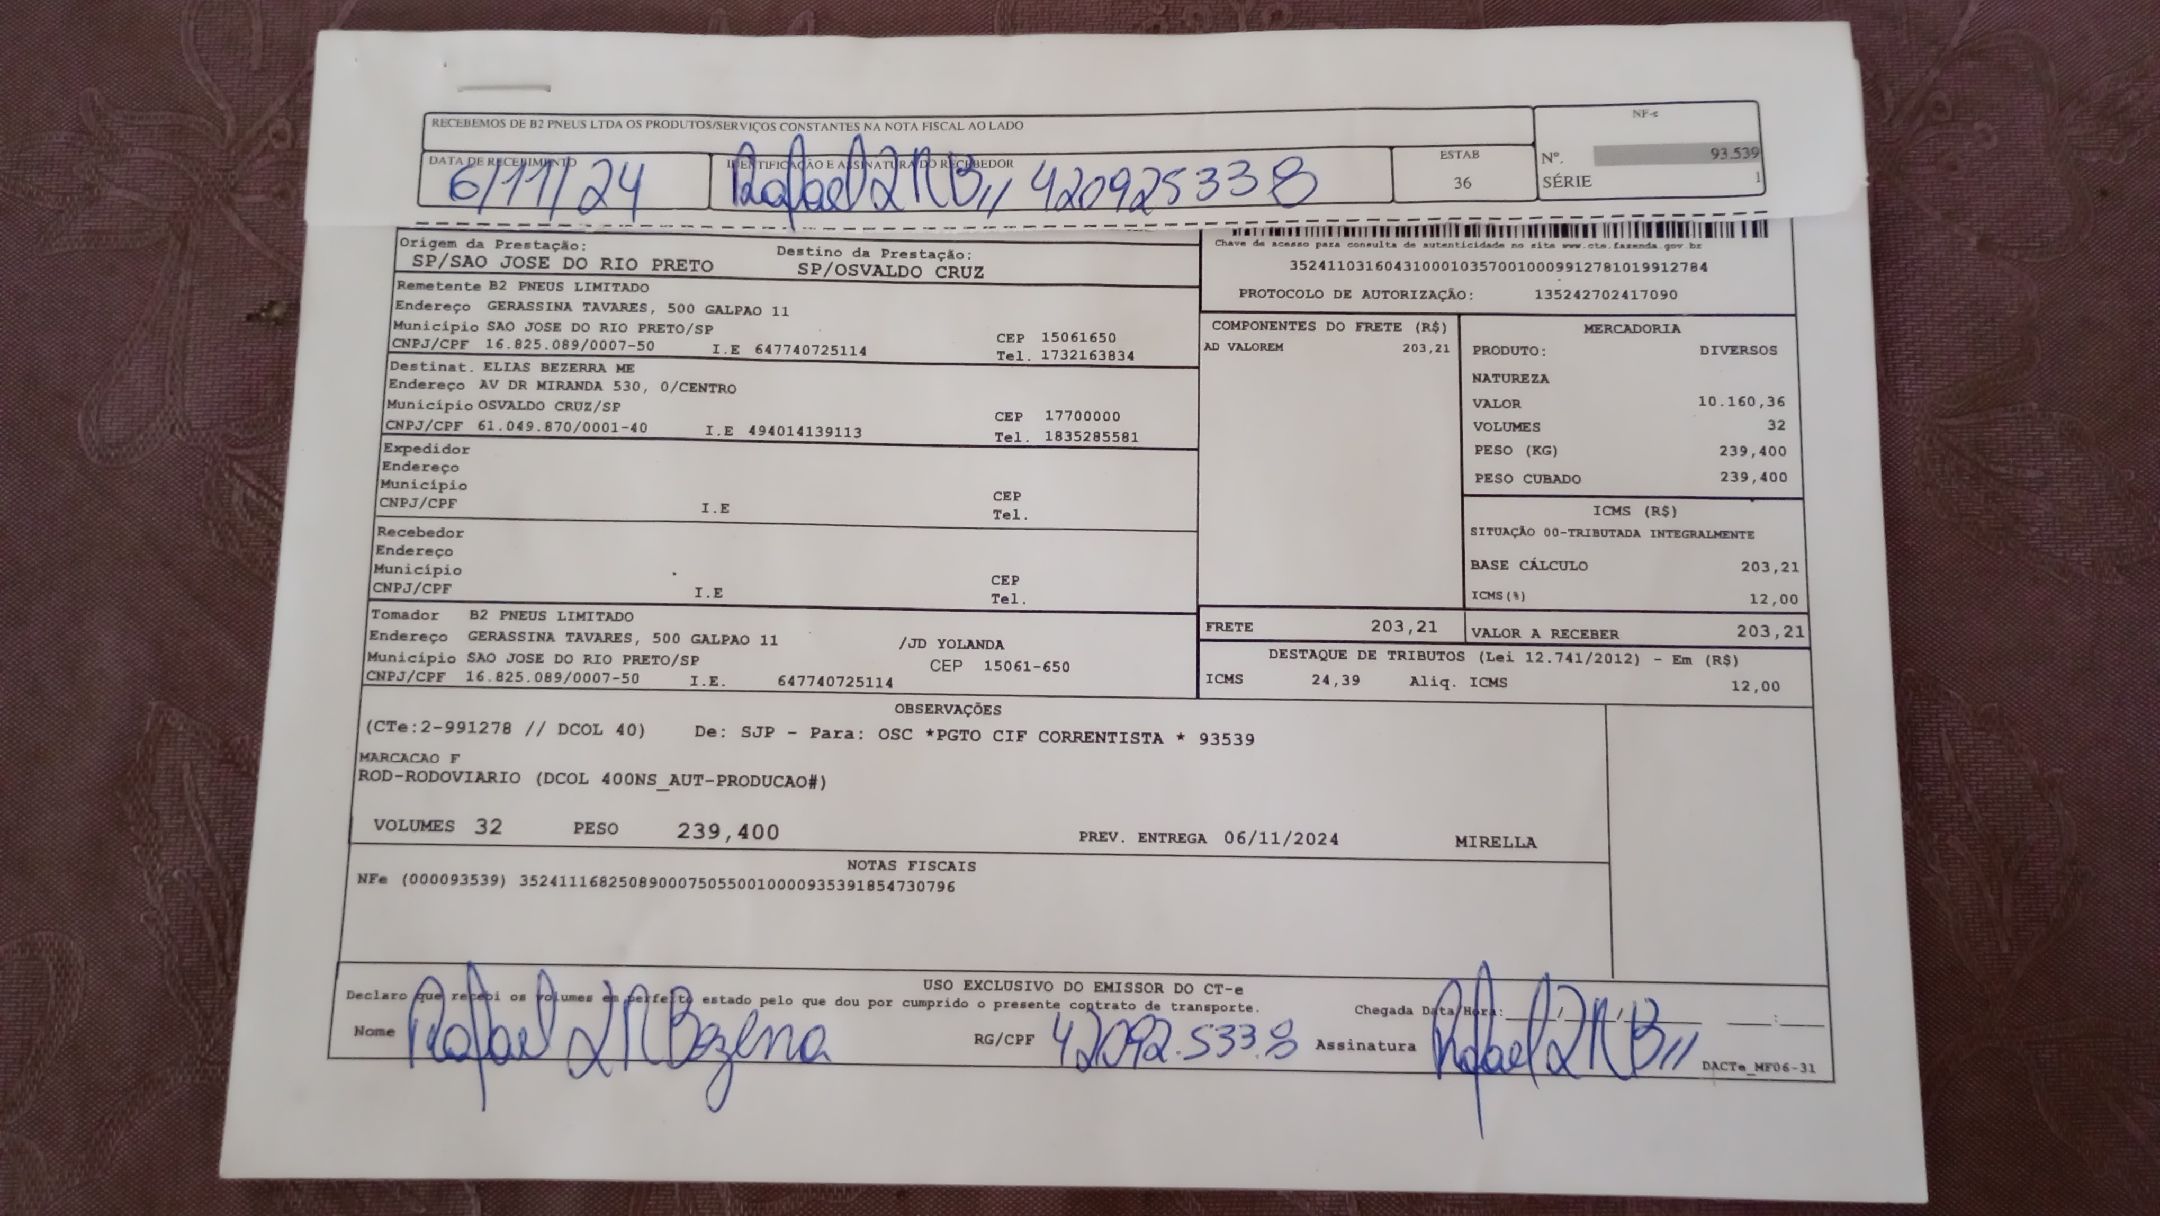 RECEBEMOS DE B2 PNEUS LTDA OS PRODUTOS/SERVIÇOS CONSTANTES NA NOTA FISCAL AO LADO
DATA DE RECEBIMENTO
6/11/24
IDENTIFICAÇÃO E ASSINATURA DO RECEBEDOR
Rafael 420925338
ESTAB
36
NF-e
Nº. 93.539
SÉRIE 1
Origem da Prestação:
SP/SAO JOSE DO RIO PRETO
Destino da Prestação:
SP/OSVALDO CRUZ
Remetente B2 PNEUS LIMITADO
Endereço GERASSINA TAVARES, 500 GALPAO 11
Município SAO JOSE DO RIO PRETO/SP CEP 15061650
CNPJ/CPF 16.825.089/0007-50 I.E 647740725114 Tel. 1732163834
Destinat. ELIAS BEZERRA ME
Endereço AV DR MIRANDA 530, 0/CENTRO
Município OSVALDO CRUZ/SP CEP 17700000
CNPJ/CPF 61.049.870/0001-40 I.E 494014139113 Tel. 1835285581
Expedidor
Endereço
Município CEP
CNPJ/CPF I.E Tel.
Recebedor
Endereço
Município CEP
CNPJ/CPF I.E Tel.
Tomador B2 PNEUS LIMITADO
Endereço GERASSINA TAVARES, 500 GALPAO 11 /JD YOLANDA
Município SAO JOSE DO RIO PRETO/SP CEP 15061-650
CNPJ/CPF 16.825.089/0007-50 I.E. 647740725114
Chave de acesso para consulta de autenticidade no site www.cte.fazenda.gov.br
35241103160431000103570010009912781019912784
PROTOCOLO DE AUTORIZAÇÃO: 135242702417090
COMPONENTES DO FRETE (R$)
AD VALOREM 203,21
MERCADORIA
PRODUTO: DIVERSOS
NATUREZA
VALOR 10.160,36
VOLUMES 32
PESO (KG) 239,400
PESO CUBADO 239,400
ICMS (R$)
SITUAÇÃO 00-TRIBUTADA INTEGRALMENTE
BASE CÁLCULO 203,21
ICMS(%) 12,00
FRETE 203,21
VALOR A RECEBER 203,21
DESTAQUE DE TRIBUTOS (Lei 12.741/2012) - Em (R$)
ICMS 24,39 Aliq. ICMS 12,00
OBSERVAÇÕES
(CTe:2-991278 // DCOL 40) De: SJP - Para: OSC *PGTO CIF CORRENTISTA * 93539
MARCACAO F
ROD-RODOVIARIO (DCOL 400NS_AUT-PRODUCAO#)
VOLUMES 32 PESO 239,400 PREV. ENTREGA 06/11/2024 MIRELLA
NOTAS FISCAIS
NFe (000093539) 35241116825089000750550010000935391854730796
USO EXCLUSIVO DO EMISSOR DO CT-e
Declaro que recebi os volumes em perfeito estado pelo que dou por cumprido o presente contrato de transporte.
Chegada Data/Hora: / / :
Nome Rafael
RG/CPF 42092.533.8
Assinatura Rafael
DACTe_MF06-31